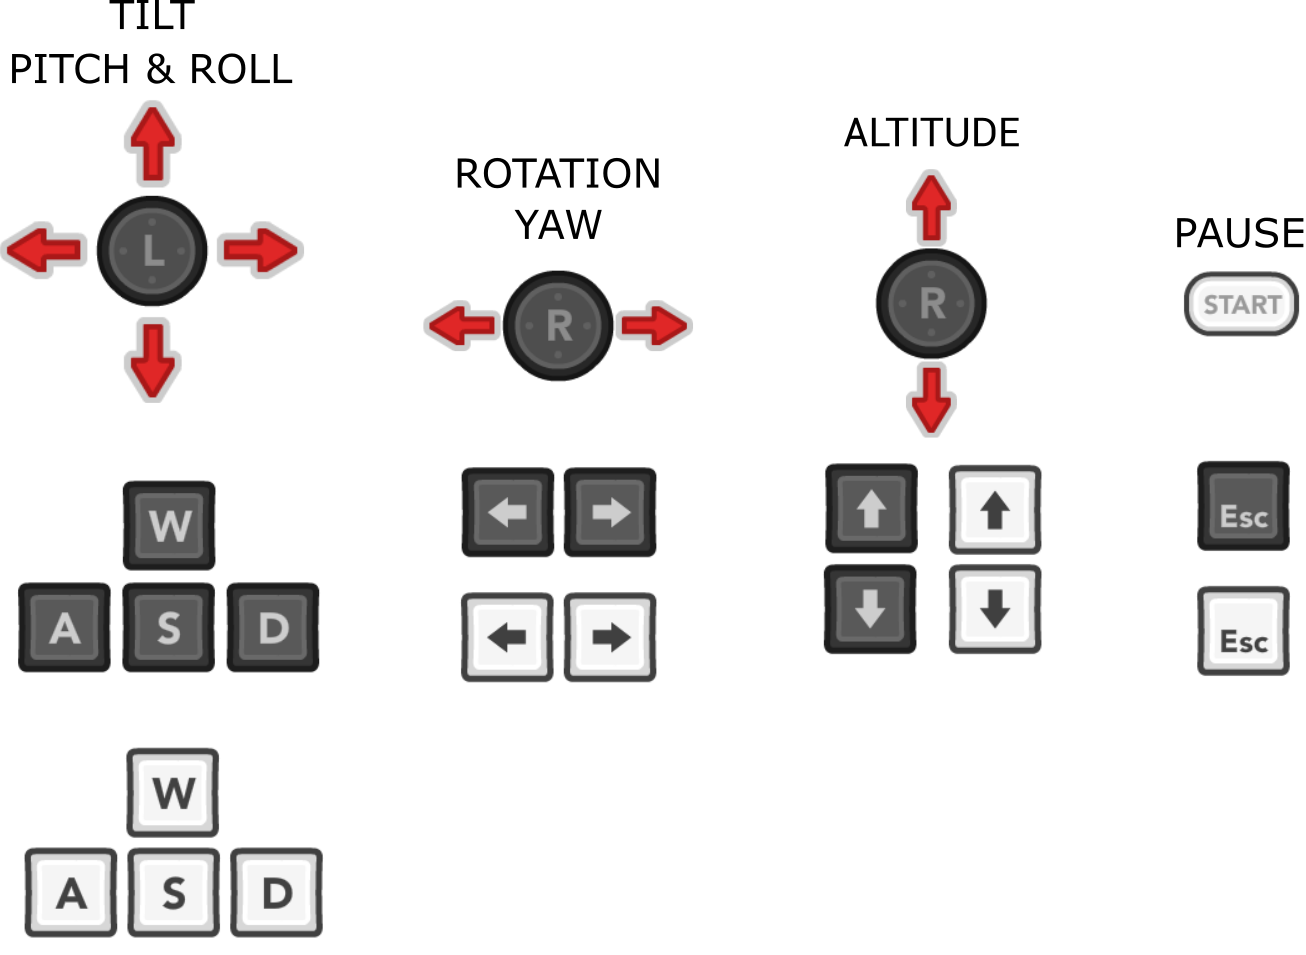 TILT
PITCH & ROLL
L
ROTATION
YAW
R
ALTITUDE
R
PAUSE
START
W
A S D
W
A S D
Esc
Esc